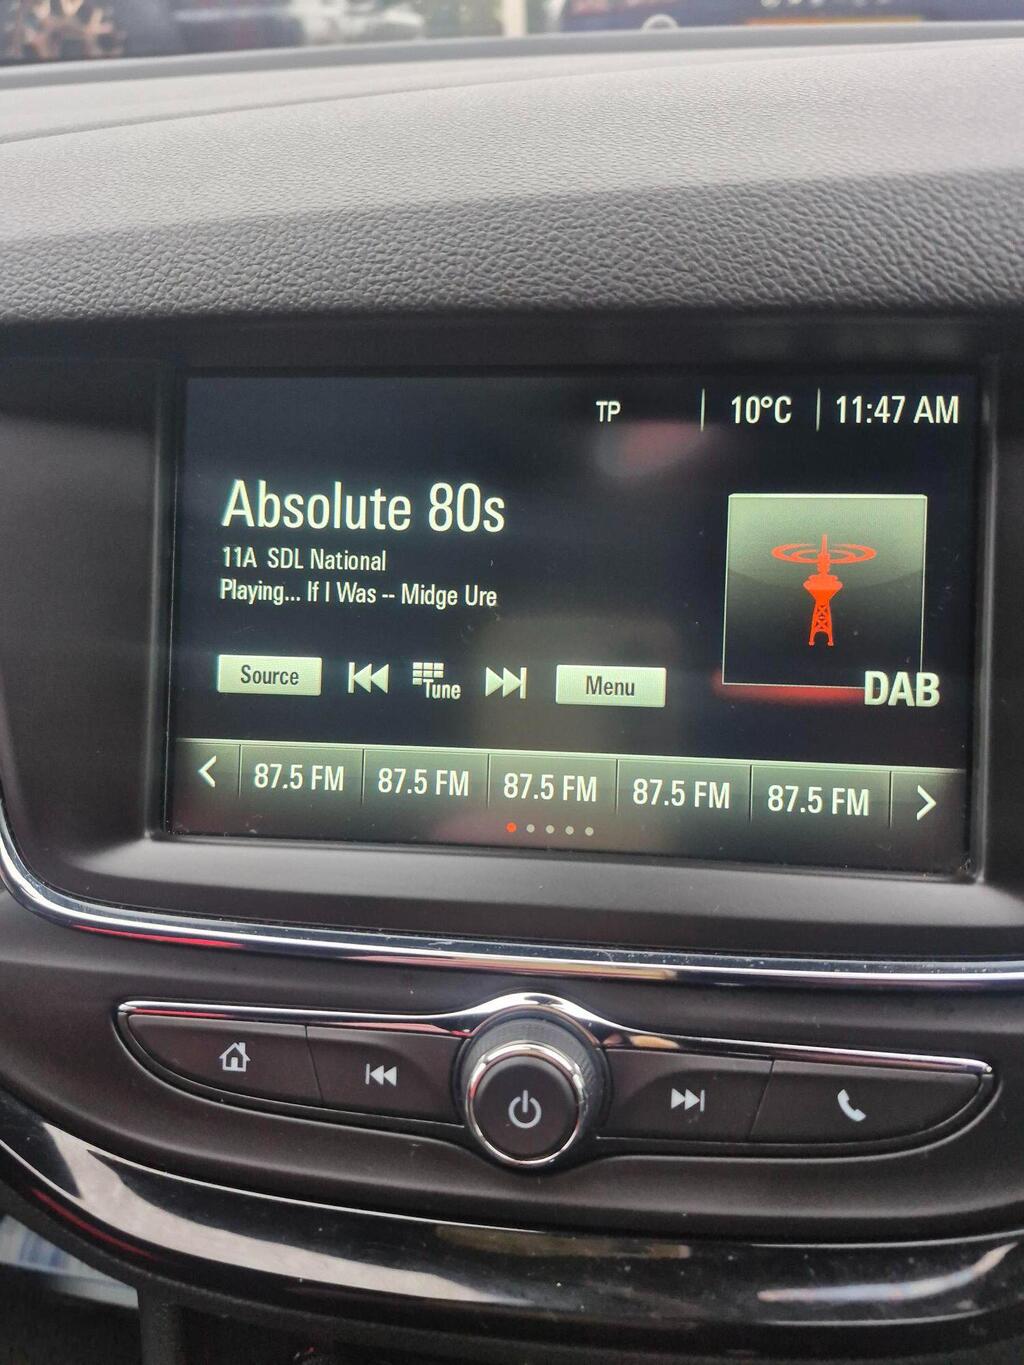 TP 10°C 11:47 AM
Absolute 80s
11A SDL National
Playing... If I Was -- Midge Ure
Source Tune Menu
DAB
87.5 FM 87.5 FM 87.5 FM 87.5 FM 87.5 FM